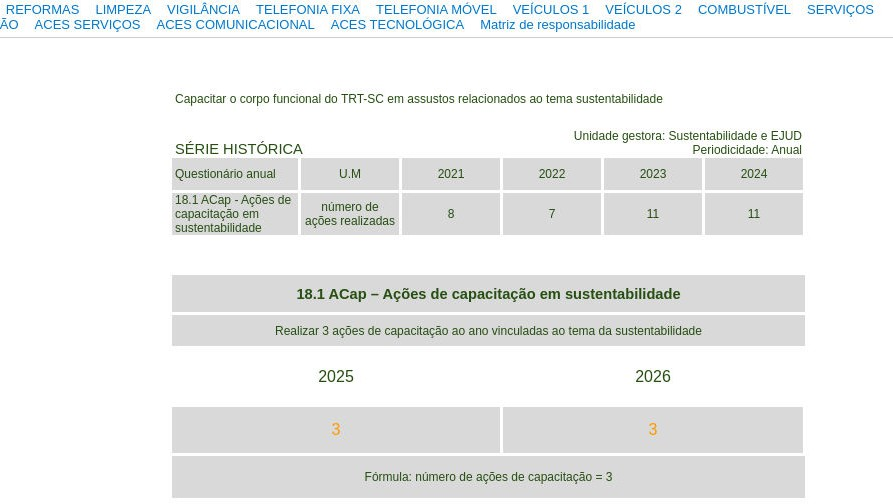 REFORMAS LIMPEZA VIGILÂNCIA TELEFONIA FIXA TELEFONIA MÓVEL VEÍCULOS 1 VEÍCULOS 2 COMBUSTÍVEL SERVIÇOS
ÃO ACES SERVIÇOS ACES COMUNICACIONAL ACES TECNOLÓGICA Matriz de responsabilidade
Capacitar o corpo funcional do TRT-SC em assuntos relacionados ao tema sustentabilidade
Unidade gestora: Sustentabilidade e EJUD
SÉRIE HISTÓRICA Periodicidade: Anual
Questionário anual U.M 2021 2022 2023 2024
18.1 ACap - Ações de
capacitação em
sustentabilidade
número de
ações realizadas
8 7 11 11
18.1 ACap – Ações de capacitação em sustentabilidade
Realizar 3 ações de capacitação ao ano vinculadas ao tema da sustentabilidade
2025 2026
3 3
Fórmula: número de ações de capacitação = 3